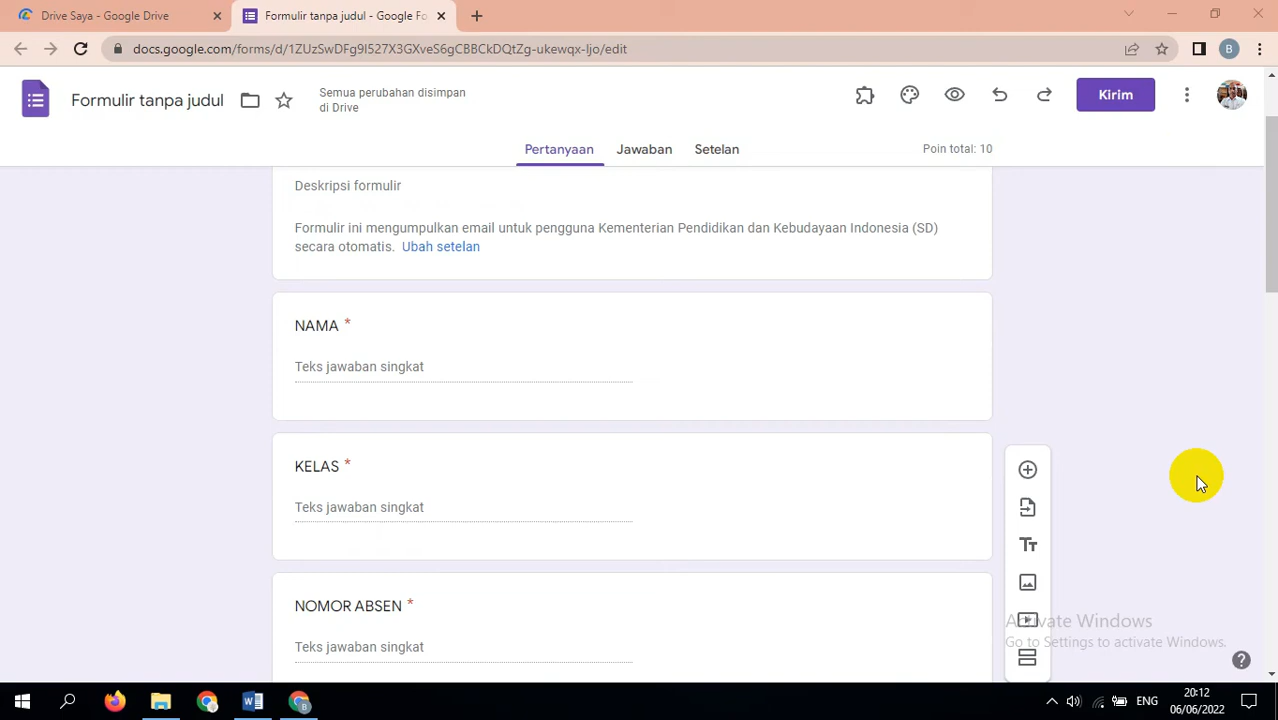 Drive Saya - Google Drive
Formulir tanpa judul - Google Fo
docs.google.com/forms/d/1ZUzSwDFg9I527X3GXveS6gCBBCkDQtZg-ukewqx-Ijo/edit
B
Formulir tanpa judul
Semua perubahan disimpan
di Drive
Kirim
Pertanyaan
Jawaban
Setelan
Poin total: 10
Deskripsi formulir
Formulir ini mengumpulkan email untuk pengguna Kementerian Pendidikan dan Kebudayaan Indonesia (SD)
secara otomatis. Ubah setelan
NAMA *
Teks jawaban singkat
KELAS *
Teks jawaban singkat
Tт
NOMOR ABSEN *
Teks jawaban singkat
Activate Windows
Go to Settings to activate Windows.
ENG
20:12
06/06/2022